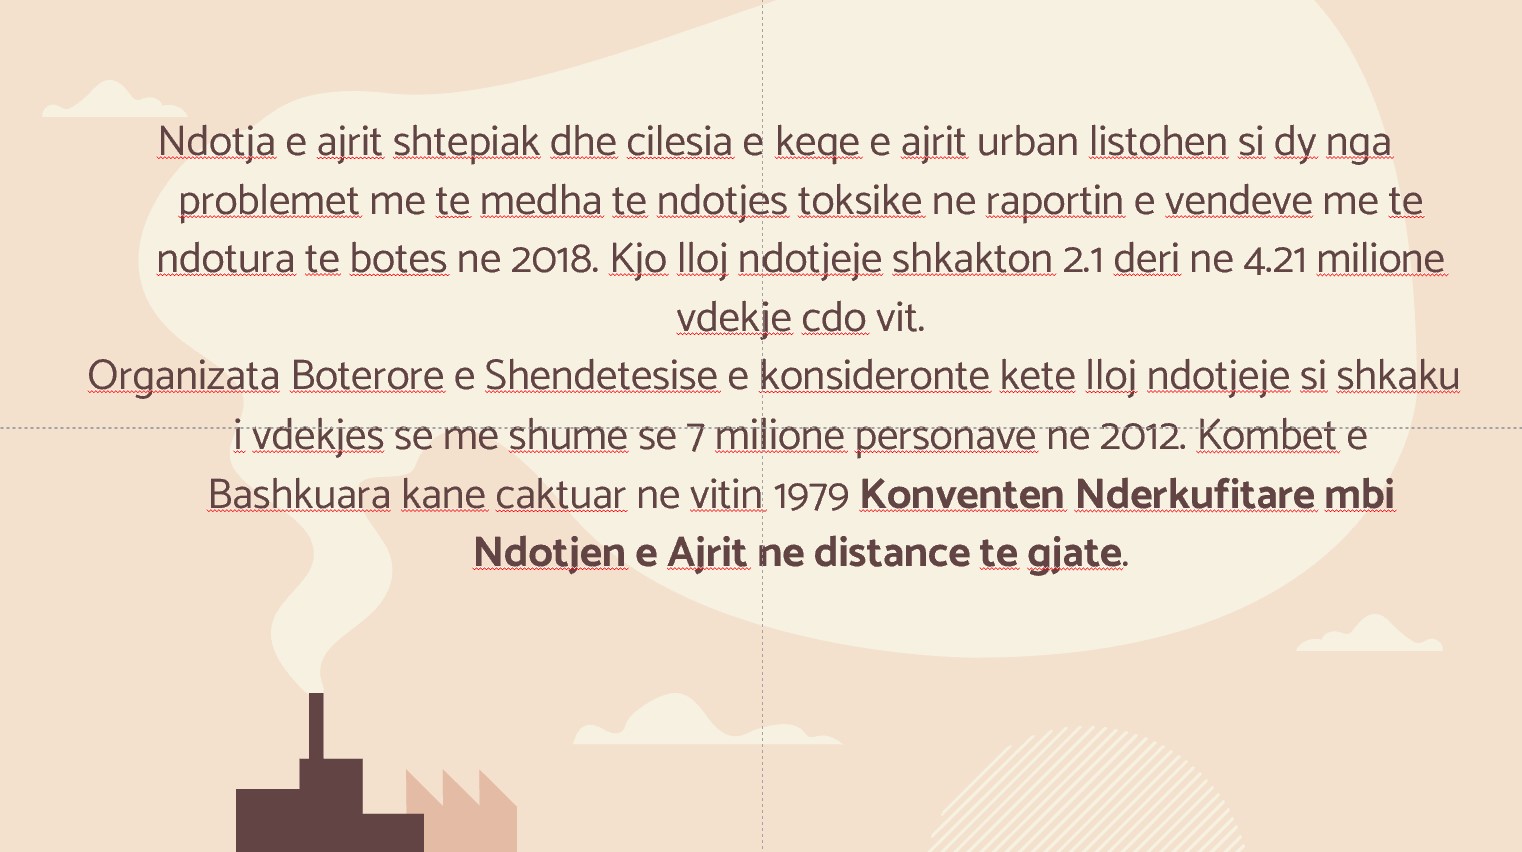 Ndotja e ajrit shtepiak dhe cilesia e keqe e ajrit urban listohen si dy nga
problemet me te medha te ndotjes toksike ne raportin e vendeve me te
ndotura te botes ne 2018. Kjo lloj ndotjeje shkakton 2.1 deri ne 4.21 milione
vdekje cdo vit.
Organizata Boterore e Shendetesise e konsideronte kete lloj ndotjeje si shkaku
i vdekjes se me shume se 7 milione personave ne 2012. Kombet e
Bashkuara kane caktuar ne vitin 1979 Konventen Nderkufitare mbi
Ndotjen e Ajrit ne distance te gjate.